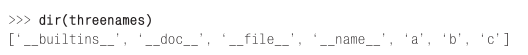 >>> dir(threenames)
[‘__builtins__’, ‘__doc__’, ‘__file__’, ‘__name__’, ‘a’, ‘b’, ‘c’]